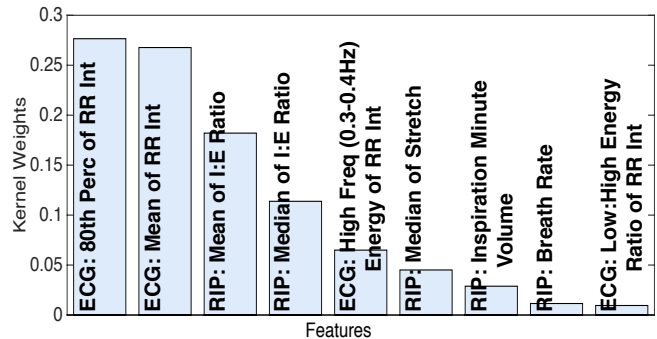 0.3
0.25
0.2
0.15
0.1
0.05
0
Kernel Weights
ECG: 80th Perc of RR Int
ECG: Mean of RR Int
RIP: Mean of I:E Ratio
RIP: Median of I:E Ratio
ECG: High Freq (0.3-0.4Hz)
Energy of RR Int
RIP: Median of Stretch
RIP: Inspiration Minute
Volume
RIP: Breath Rate
ECG: Low:High Energy
Ratio of RR Int
Features